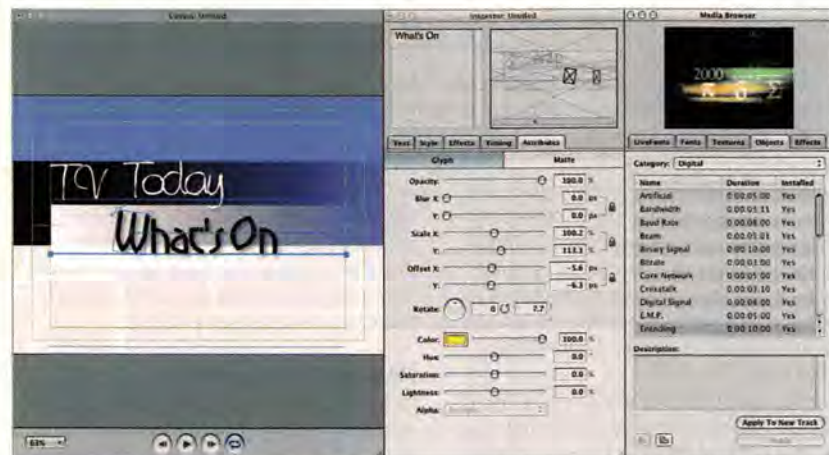 Canvas: Untitled
TV Today
What's On
63%
Inspector: Untitled
What's On
Text Style Effects Timing Attributes
Glyph Matte
Opacity: 100.0 %
Blur X: 0.0 px
Y: 0.0 px
Scale X: 100.2 %
Y: 113.1 %
Offset X: -5.6 px
Y: -6.3 px
Rotate: 0 7.7
Color: 100.0 %
Hue: 0.0 °
Saturation: 0.0 %
Lightness: 0.0 %
Alpha:
Media Browser
2000
LiveFonts Fonts Textures Objects Effects
Category: Digital
Name Duration Installed
Artificial 0:00:05:00 Yes
Bandwidth 0:00:03:11 Yes
Baud Rate 0:00:08:00 Yes
Beam Yes
Binary Signal 0:00:10:00 Yes
Bitrate 0:00:03:00 Yes
Core Network 0:00:05:00 Yes
Crosstalk 0:00:03:10 Yes
Digital Signal 0:00:06:00 Yes
E.M.P. 0:00:05:00 Yes
Encoding 0:00:10:00 Yes
Description:
Apply To New Track